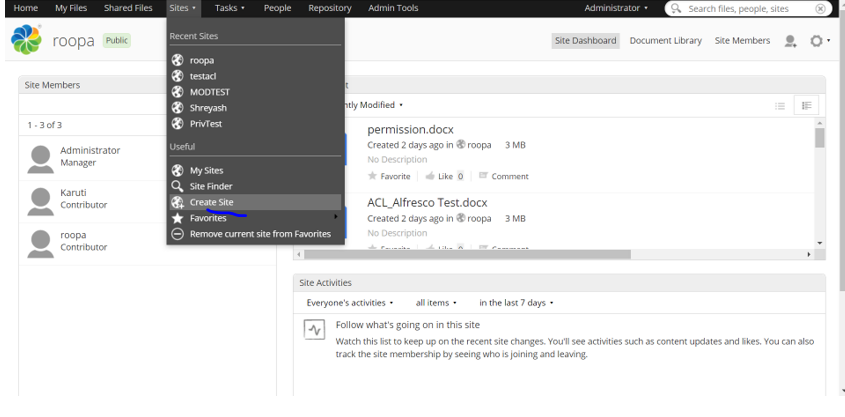 Home My Files Shared Files Sites Tasks People Repository Admin Tools Administrator Search files, people, sites
roopa Public Site Dashboard Document Library Site Members
Recent Sites
roopa
testacl
MODTEST
Shreyash
PrivTest
Useful
My Sites
Site Finder
Create Site
Favorites
Remove current site from Favorites
Site Members
1 - 3 of 3
Administrator
Manager
Karuti
Contributor
roopa
Contributor
Modified
permission.docx
Created 2 days ago in roopa 3 MB
No Description
Favorite Like 0 Comment
ACL_Alfresco Test.docx
Created 2 days ago in roopa 3 MB
No Description
Favorite Like 0 Comment
Site Activities
Everyone's activities all items in the last 7 days
Follow what's going on in this site
Watch this list to keep up on the recent site changes. You'll see activities such as content updates and likes. You can also
track the site membership by seeing who is joining and leaving.